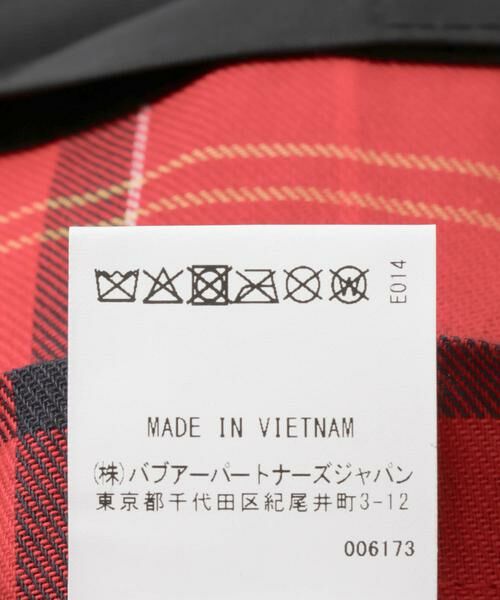 E014
MADE IN VIETNAM
(株)バブアーパートナーズジャパン
東京都千代田区紀尾井町3-12
006173